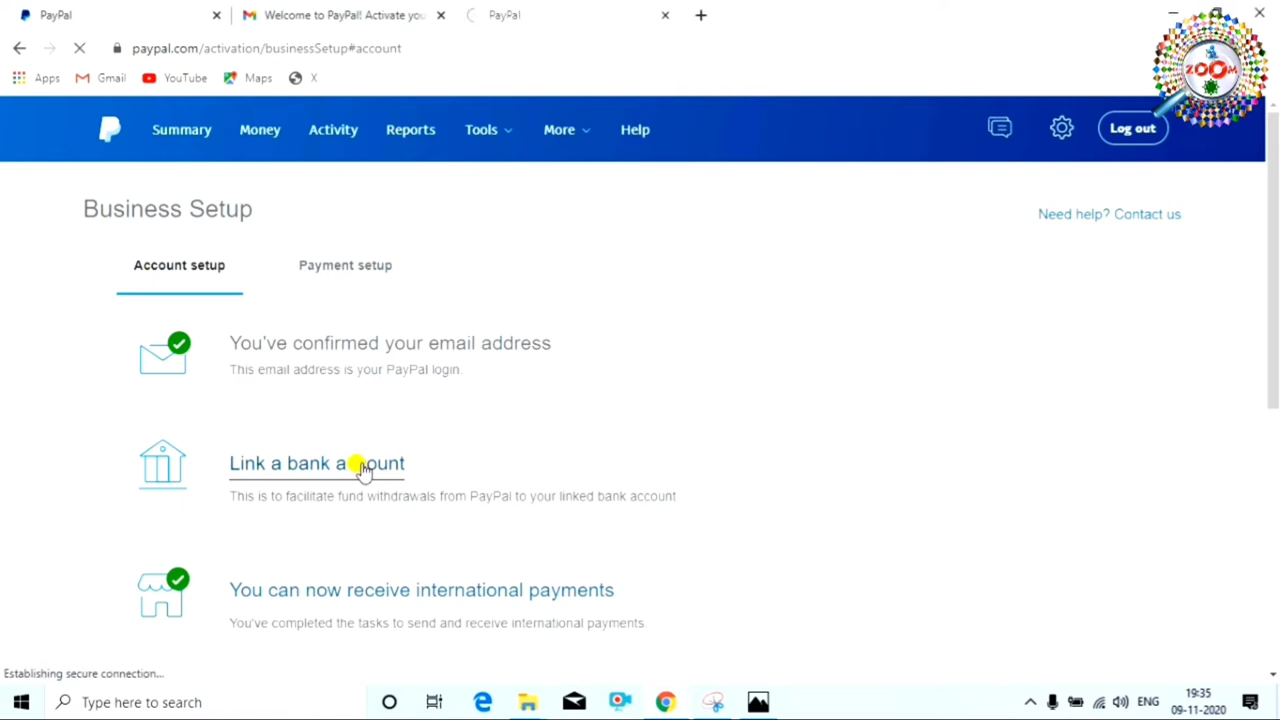 PayPal
Welcome to PayPal! Activate you
PayPal
paypal.com/activation/businessSetup#account
Apps Gmail YouTube Maps X
ZOOM
Summary Money Activity Reports Tools More Help Log out
Business Setup
Need help? Contact us
Account setup Payment setup
You've confirmed your email address
This email address is your PayPal login.
Link a bank a ount
This is to facilitate fund withdrawals from PayPal to your linked bank account
You can now receive international payments
You've completed the tasks to send and receive international payments
Establishing secure connection...
Type here to search
ENG
19:35
09-11-2020